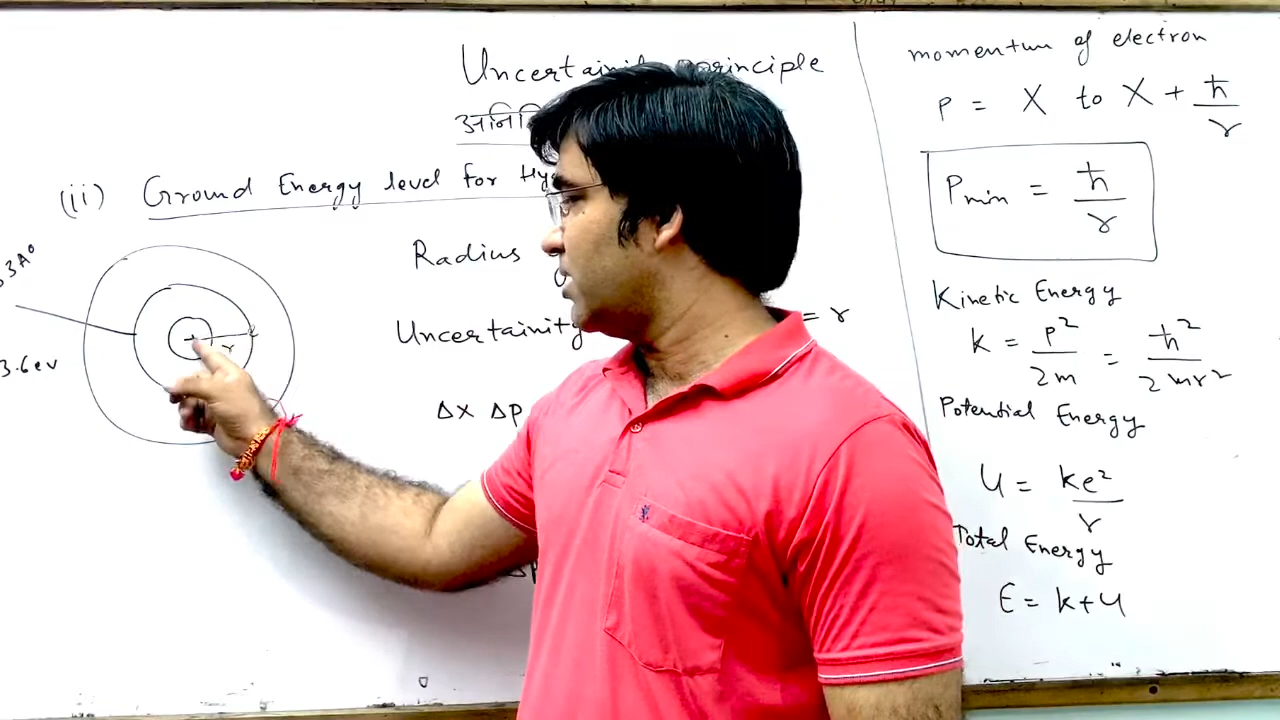 Uncertainity principle
(ii) Ground Energy level for
3A°
r
3.6ev
Radius
Uncertainity = r
Δx Δp
momentum of electron
p = X to X + ħ/r
Pmin = ħ/r
Kinetic Energy
k = p²/2m = ħ²/2mr²
Potential Energy
U = ke²/r
Total Energy
E = k+U